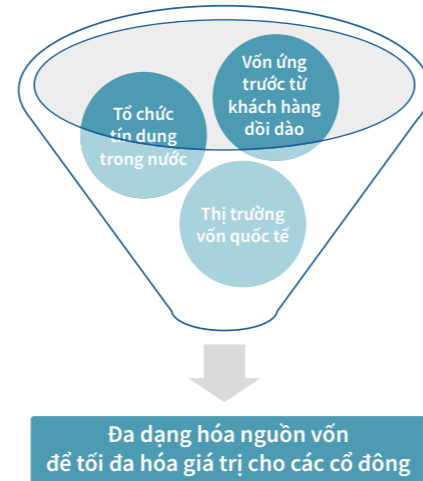 Vốn ứng
trước từ
khách hàng
dồi dào
Tổ chức
tín dụng
trong nước
Thị trường
vốn quốc tế
Đa dạng hóa nguồn vốn
để tối đa hóa giá trị cho các cổ đông